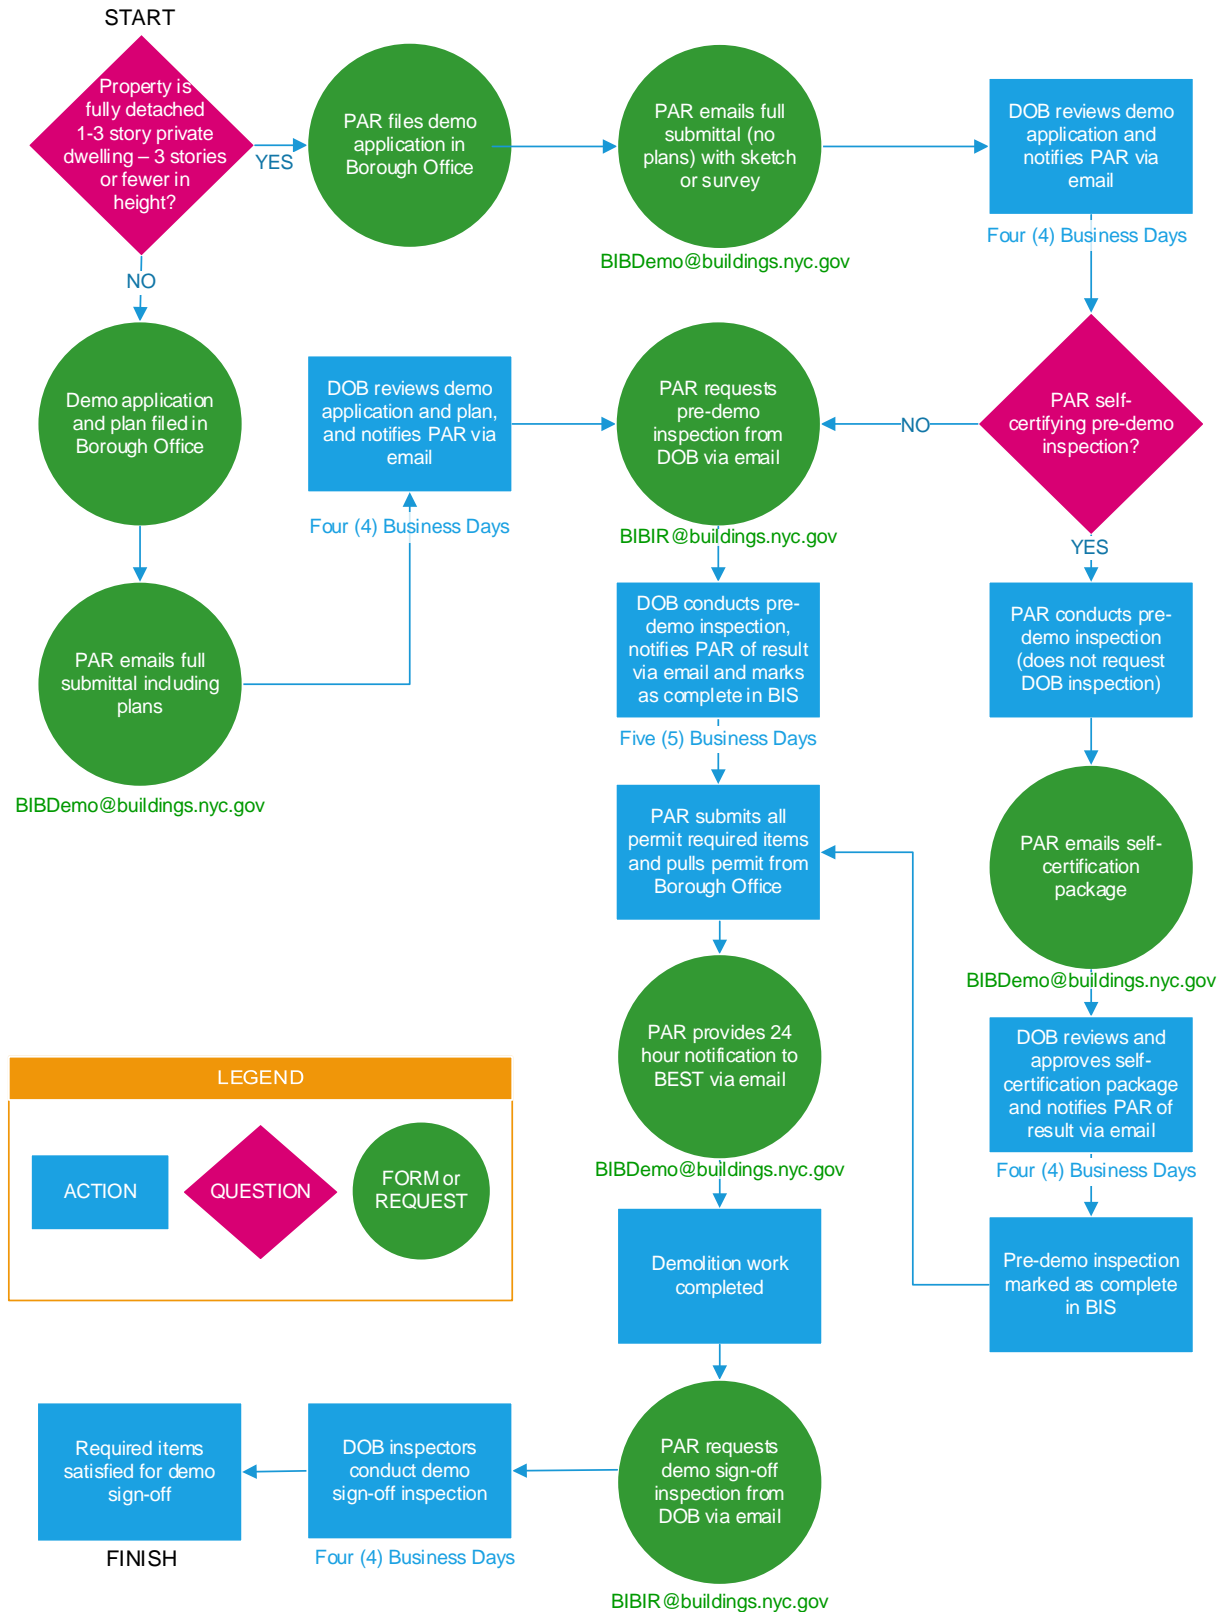 START
Property is
fully detached
1-3 story private
dwelling – 3 stories
or fewer in
height?
YES
PAR files demo
application in
Borough Office
PAR emails full
submittal (no
plans) with sketch
or survey
BIBDemo@buildings.nyc.gov
DOB reviews demo
application and
notifies PAR via
email
Four (4) Business Days
NO
Demo application
and plan filed in
Borough Office
DOB reviews demo
application and plan,
and notifies PAR via
email
Four (4) Business Days
PAR requests
pre-demo
inspection from
DOB via email
BIBIR@buildings.nyc.gov
NO
PAR self-
certifying pre-demo
inspection?
YES
PAR emails full
submittal including
plans
BIBDemo@buildings.nyc.gov
DOB conducts pre-
demo inspection,
notifies PAR of result
via email and marks
as complete in BIS
Five (5) Business Days
PAR conducts pre-
demo inspection
(does not request
DOB inspection)
PAR submits all
permit required items
and pulls permit from
Borough Office
PAR emails self-
certification
package
BIBDemo@buildings.nyc.gov
PAR provides 24
hour notification to
BEST via email
BIBDemo@buildings.nyc.gov
DOB reviews and
approves self-
certification package
and notifies PAR of
result via email
Four (4) Business Days
LEGEND
ACTION
QUESTION
FORM or
REQUEST
Demolition work
completed
Pre-demo inspection
marked as complete
in BIS
Required items
satisfied for demo
sign-off
FINISH
DOB inspectors
conduct demo
sign-off inspection
Four (4) Business Days
PAR requests
demo sign-off
inspection from
DOB via email
BIBIR@buildings.nyc.gov